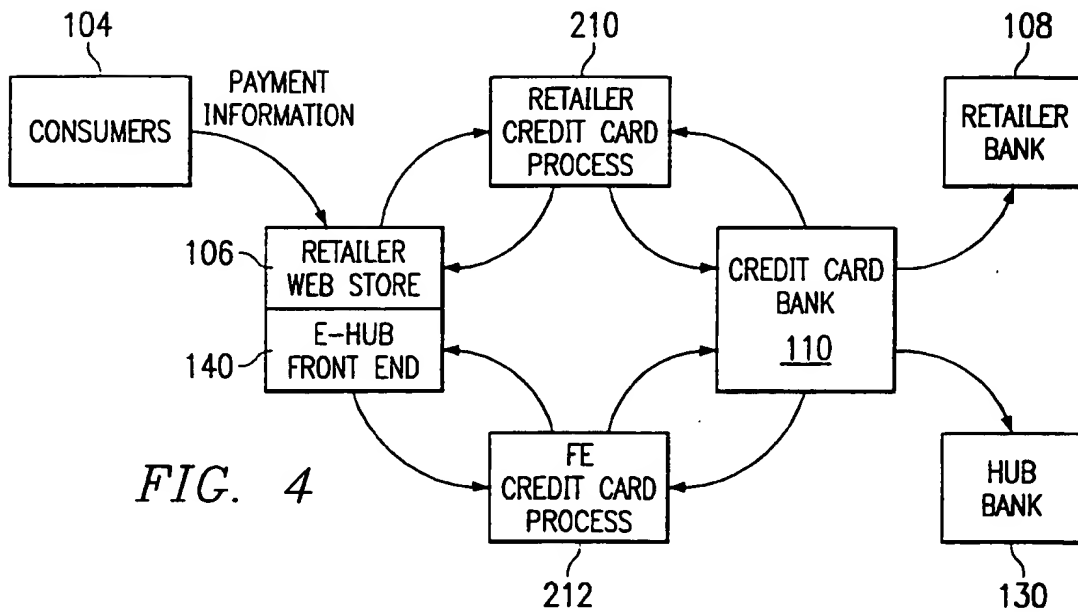 104
210
108
CONSUMERS
PAYMENT
INFORMATION
RETAILER
CREDIT CARD
PROCESS
RETAILER
BANK
106
RETAILER
WEB STORE
140
E-HUB
FRONT END
CREDIT CARD
BANK
110
FE
CREDIT CARD
PROCESS
212
HUB
BANK
130
FIG. 4